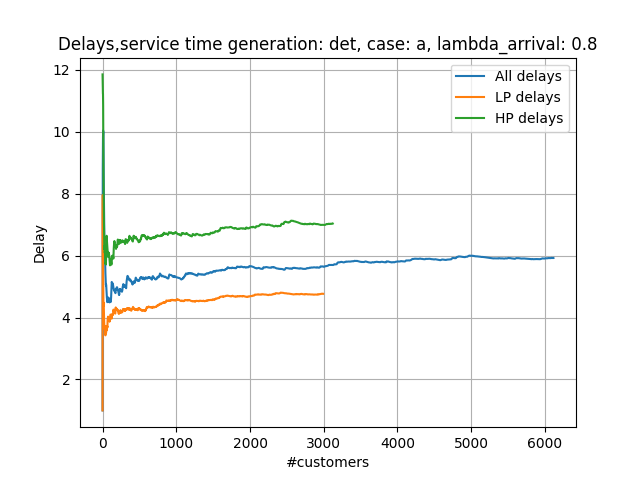 Delays,service time generation: det, case: a, lambda_arrival: 0.8
All delays
LP delays
HP delays
12
10
8
6
4
2
Delay
0
1000
2000
3000
4000
5000
6000
#customers